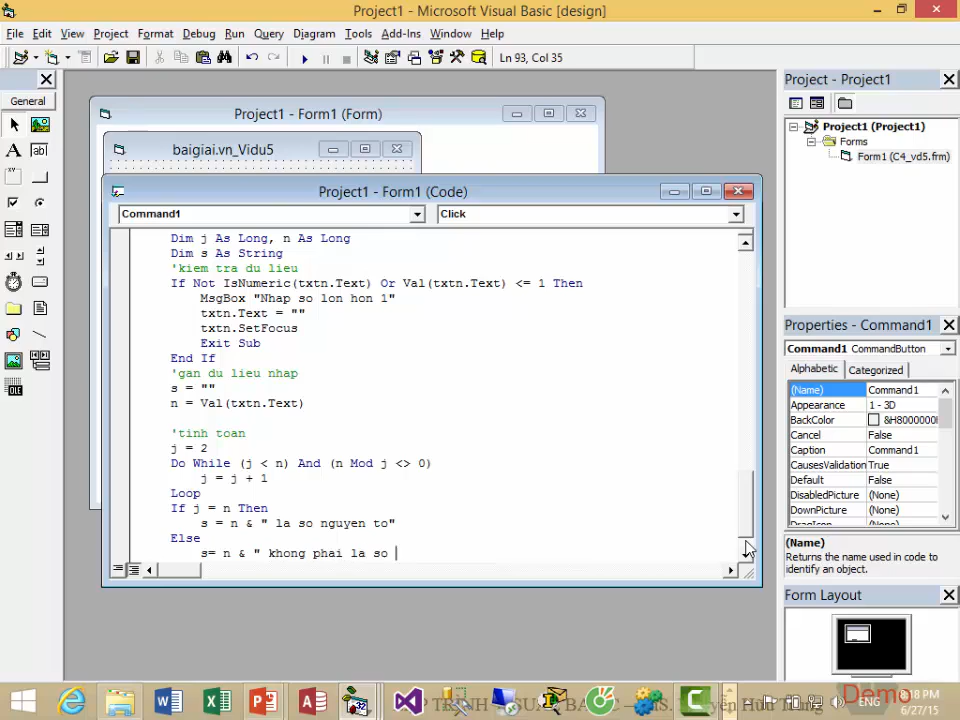 Project1 - Microsoft Visual Basic [design]
File Edit View Project Format Debug Run Query Diagram Tools Add-Ins Window Help
Ln 93, Col 35
General
Project1 - Form1 (Form)
baigiai.vn_Vidu5
Project1 - Form1 (Code)
Command1
Click
Dim j As Long, n As Long
Dim s As String
'kiem tra du lieu
If Not IsNumeric(txtn.Text) Or Val(txtn.Text) <= 1 Then
MsgBox "Nhap so lon hon 1"
txtn.Text = ""
txtn.SetFocus
Exit Sub
End If
'gan du lieu nhap
s = ""
n = Val(txtn.Text)
'tinh toan
j = 2
Do While (j < n) And (n Mod j <> 0)
j = j + 1
Loop
If j = n Then
s = n & " la so nguyen to"
Else
s= n & " khong phai la so
Project - Project1
Project1 (Project1)
Forms
Form1 (C4_vd5.frm)
Properties - Command1
Command1 CommandButton
Alphabetic Categorized
(Name) Command1
Appearance 1 - 3D
BackColor &H8000000
Cancel False
Caption Command1
CausesValidation True
Default False
DisabledPicture (None)
DownPicture (None)
DragIcon
(Name)
Returns the name used in code to
identify an object.
Form Layout
Demo
ENG
8:18 PM
6/27/15